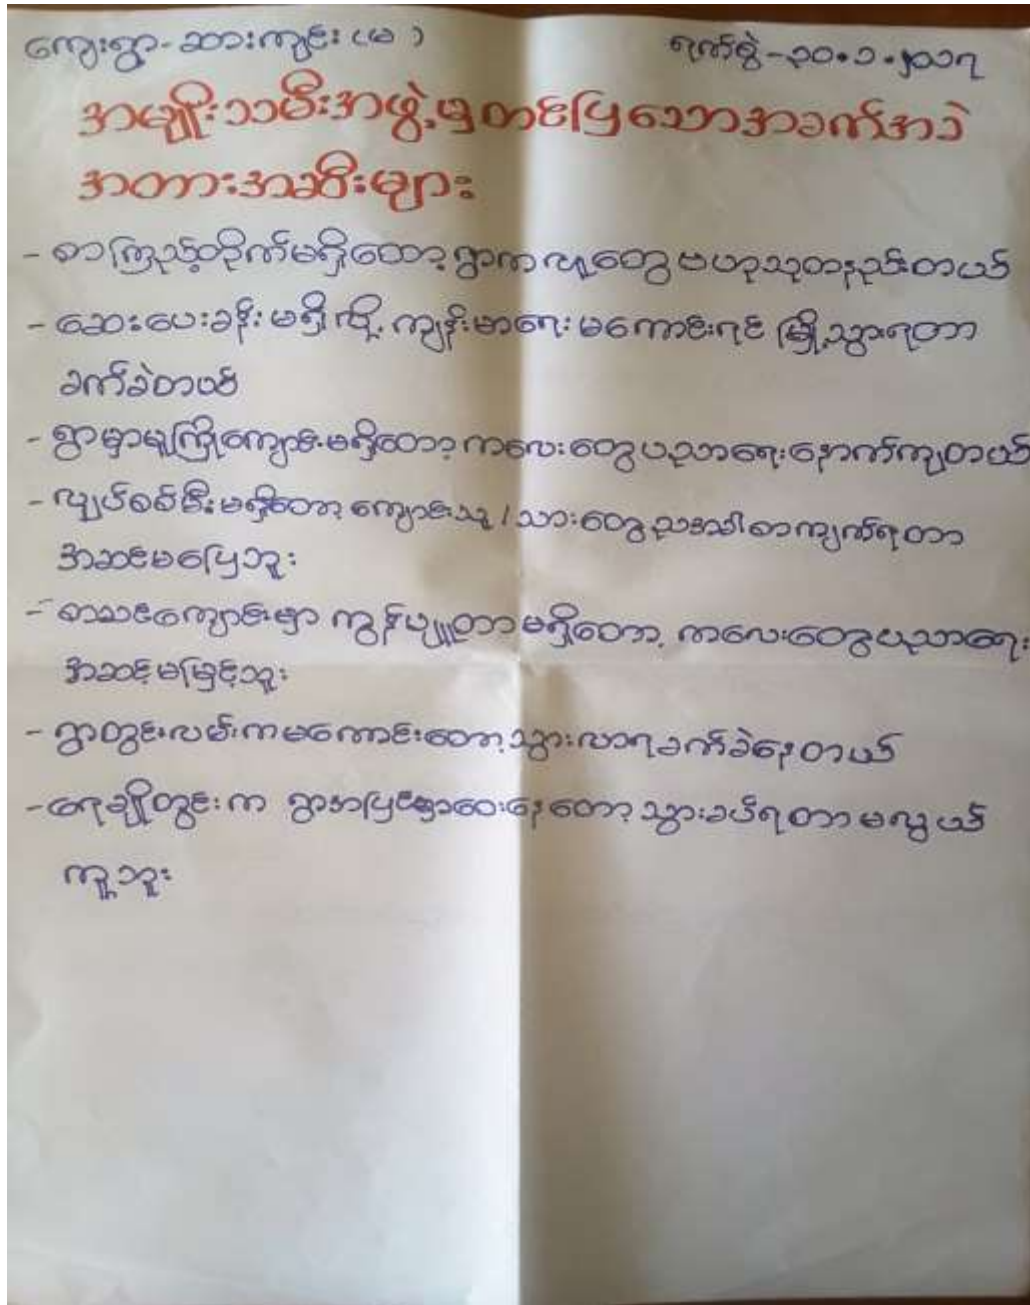 ကျေးရွာ-ဆားကျင်း(မ) ရက်စွဲ-၃၀.၁.၂၀၁၇
အမျိုးသမီးအဖွဲ့မှတင်ပြသောအခက်အခဲ
အတားအဆီးများ
- စာကြည့်တိုက်မရှိတော့ရွာကလူတွေဗဟုသုတနည်းတယ်
- ဆေးပေးခန်းမရှိလို့ ကျန်းမာရေးမကောင်းရင် မြို့သွားရတာ
ခက်ခဲတယ်
- ရွာမှာမူကြိုကျောင်းမရှိတော့ ကလေးတွေပညာရေးနောက်ကျတယ်
- လျှပ်စစ်မီးမရှိတော့ ကျောင်းသူ/သားတွေညအခါစာကျက်ရတာ
အဆင်မပြေဘူး
- စာသင်ကျောင်းမှာ ကွန်ပျူတာမရှိတော့ ကလေးတွေပညာရေး
အဆင့်မမြင့်ဘူး
- ရွာတွင်းလမ်းကမကောင်းတော့သွားလာရခက်ခဲနေတယ်
- ရေချိုတွင်းက ရွာအပြင်မှာဝေးနေတော့ သွားခပ်ရတာမလွယ်
ကူဘူး